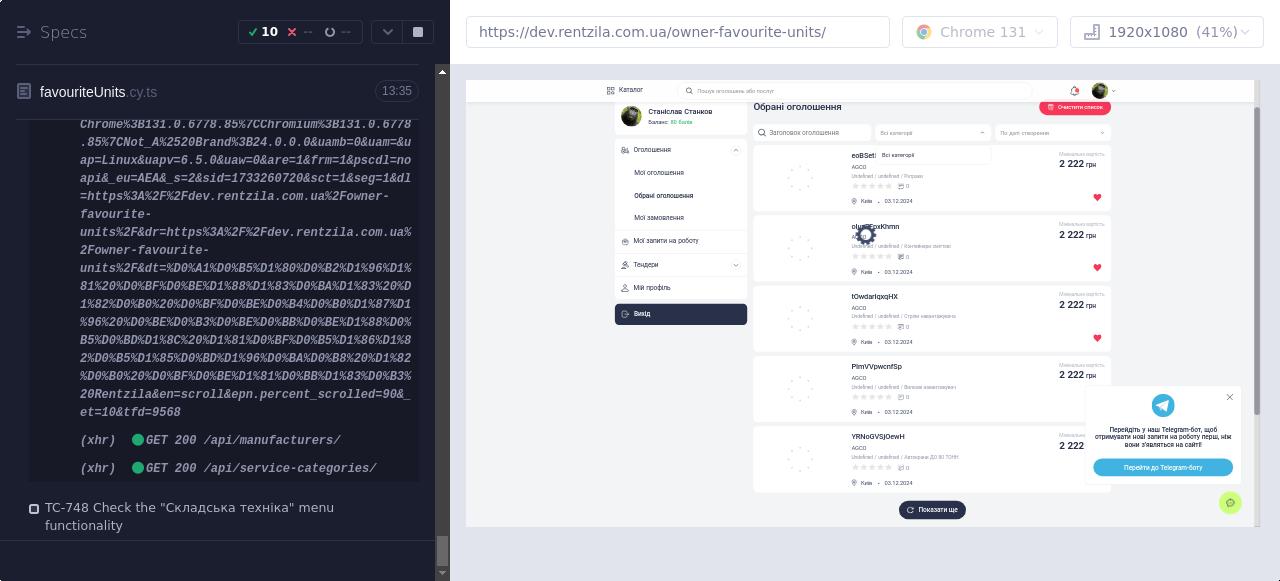 Specs
10
--
--
https://dev.rentzila.com.ua/owner-favourite-units/
Chrome 131
1920x1080 (41%)
favouriteUnits.cy.ts
13:35
Chrome%3B131.0.6778.85%7CChromium%3B131.0.6778
.85%7CNot_A%2520Brand%3B24.0.0.0&uamb=0&uam=&u
ap=Linux&uapv=6.5.0&uaw=0&are=1&frm=1&pscdl=no
api&_eu=AEA&_s=2&sid=1733260720&sct=1&seg=1&dl
=https%3A%2F%2Fdev.rentzila.com.ua%2Fowner-
favourite-
units%2F&dr=https%3A%2F%2Fdev.rentzila.com.ua%
2Fowner-favourite-
units%2F&dt=%D0%A1%D0%B5%D1%80%D0%B2%D1%96%D1%
81%20%D0%BF%D0%BE%D1%88%D1%83%D0%BA%D1%83%20%D
1%82%D0%B0%20%D0%BF%D0%BE%D0%B4%D0%B0%D1%87%D1
%96%20%D0%BE%D0%B3%D0%BE%D0%BB%D0%BE%D1%88%D0%
B5%D0%BD%D1%8C%20%D1%81%D0%BF%D0%B5%D1%86%D1%8
2%D0%B5%D1%85%D0%BD%D1%96%D0%BA%D0%B8%20%D1%82
%D0%B0%20%D0%BF%D0%BE%D1%81%D0%BB%D1%83%D0%B3%
20Rentzila&en=scroll&epn.percent_scrolled=90&_
et=10&tfd=9568
(xhr) GET 200 /api/manufacturers/
(xhr) GET 200 /api/service-categories/
TC-748 Check the "Складська техніка" menu
functionality
Каталог
Пошук оголошень або послуг
Станіслав Станков
Баланс: 80 балів
Оголошення
Мої оголошення
Обрані оголошення
Мої замовлення
Мої запити на роботу
Тендери
Мій профіль
Вихід
Обрані оголошення
Очистити список
Заголовок оголошення
Всі категорії
По даті створення
Всі категорії
AGCO
Undefined / undefined /
0
Київ • 03.12.2024
Мінімальна вартість
2 222 грн
AGCO
Undefined / undefined / Контейнери сміттєві
0
Київ • 03.12.2024
Мінімальна вартість
2 222 грн
tOwdarIqxqHX
AGCO
Undefined / undefined / Стріли навантажувача
0
Київ • 03.12.2024
Мінімальна вартість
2 222 грн
PlmVVpwcnfSp
AGCO
Undefined / undefined / Вилкові навантажувачі
0
Київ • 03.12.2024
Мінімальна вартість
2 222 грн
YRNoGVSjOewH
AGCO
Undefined / undefined / Автокрани ДО 80 ТОНН
0
Київ • 03.12.2024
2 222
Показати ще
Перейдіть у наш Telegram-бот, щоб
отримувати нові запити на роботу перш, ніж
вони з'являться на сайті!
Перейти до Telegram-боту